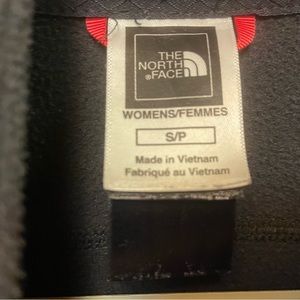 THE
NORTH
®FACE
WOMENS/FEMMES
S/P
Made in Vietnam
Fabriqué au Vietnam